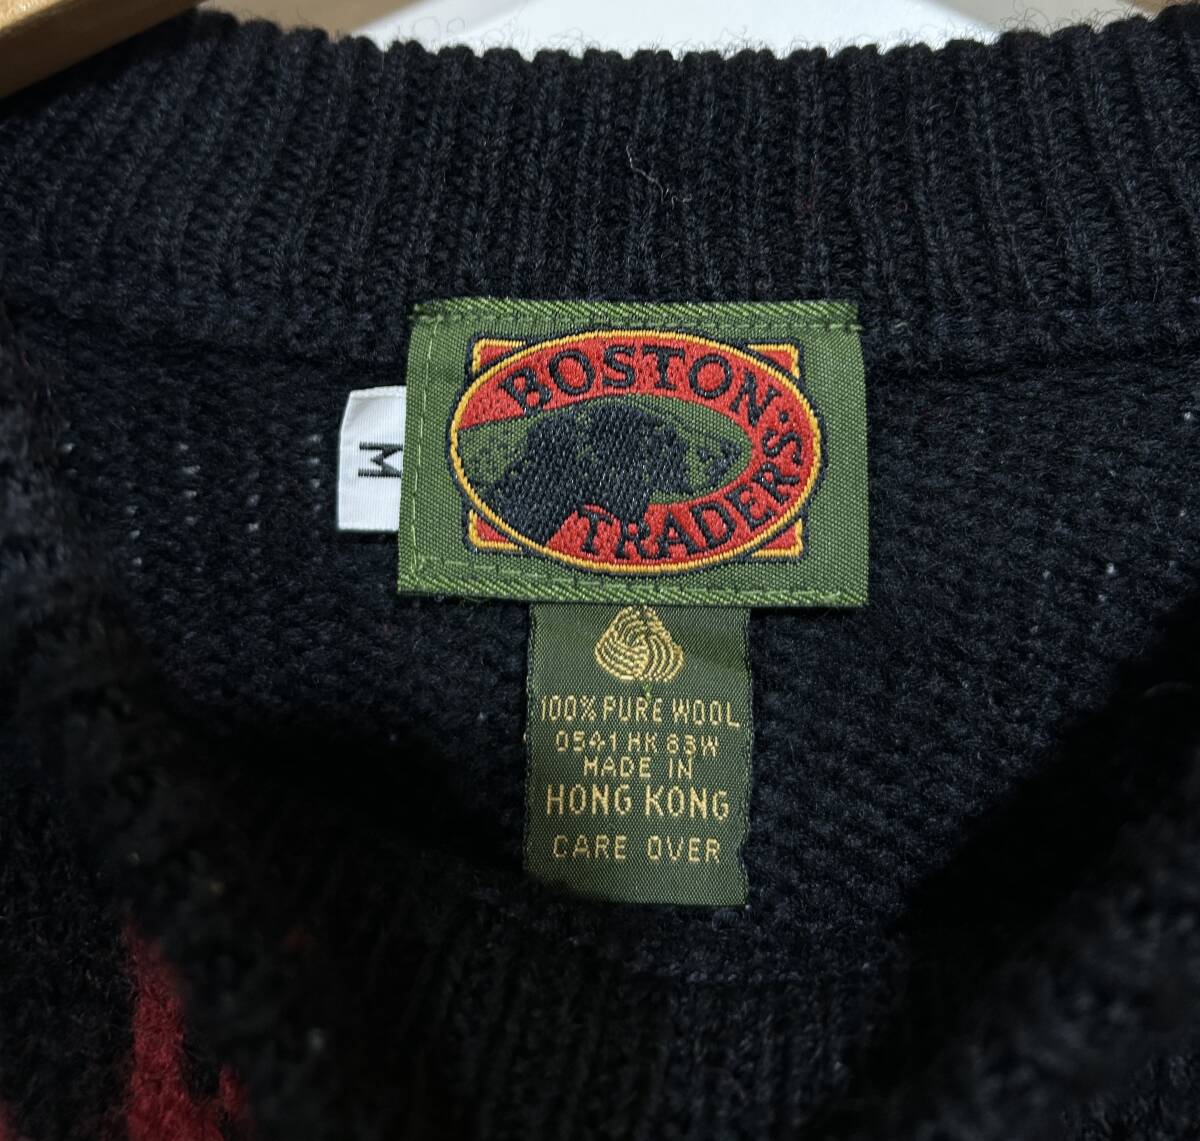 BOSTON
TRADERS
M
100% PURE WOOL
0541 HK 83W
MADE IN
HONG KONG
CARE OVER